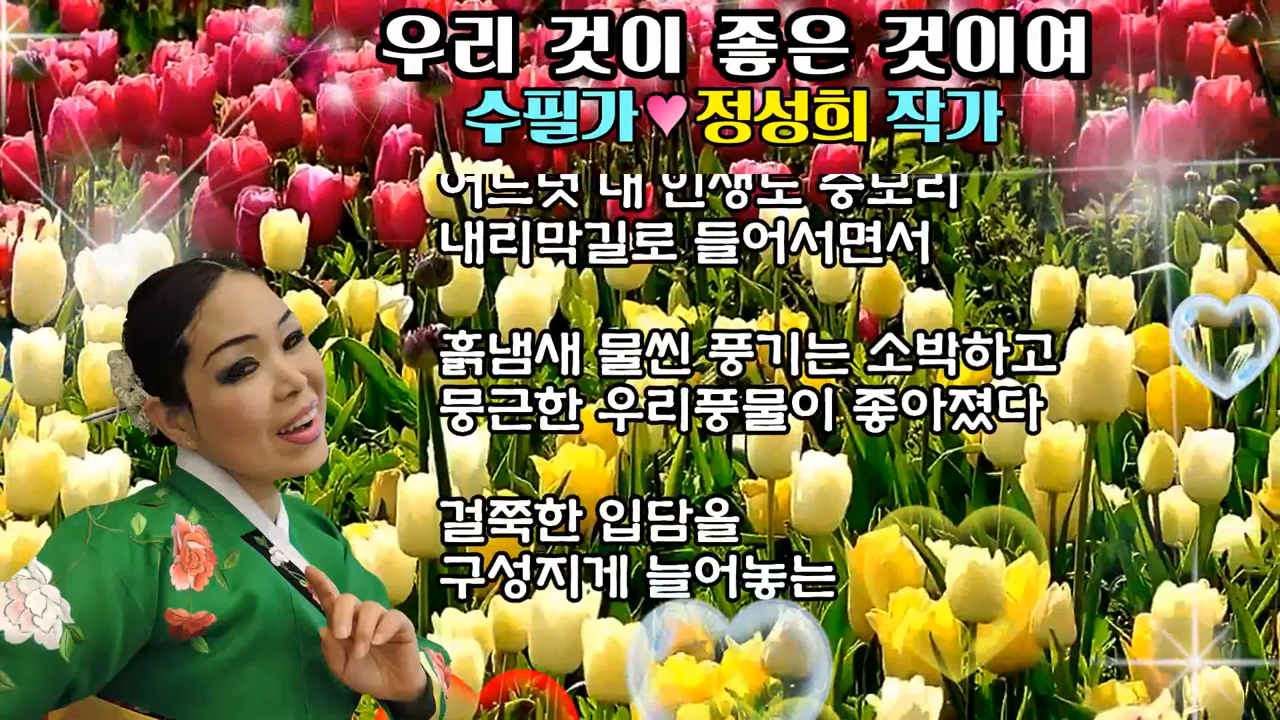 우리 것이 좋은 것이여
수필가♥정성희 작가
어느덧 내 인생도 중보리
내리막길로 들어서면서
흙냄새 물씬 풍기는 소박하고
뭉근한 우리풍물이 좋아졌다
걸쭉한 입담을
구성지게 늘어놓는